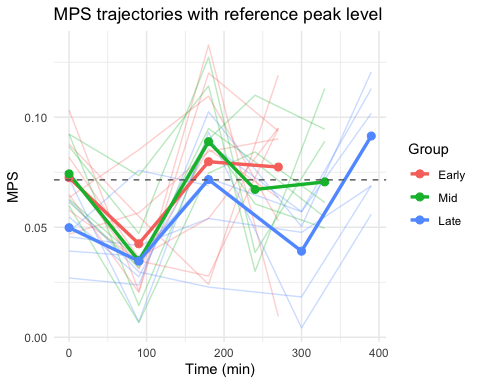 MPS trajectories with reference peak level
MPS
0.10
0.05
0.00
0
100
200
300
400
Time (min)
Group
Early
Mid
Late